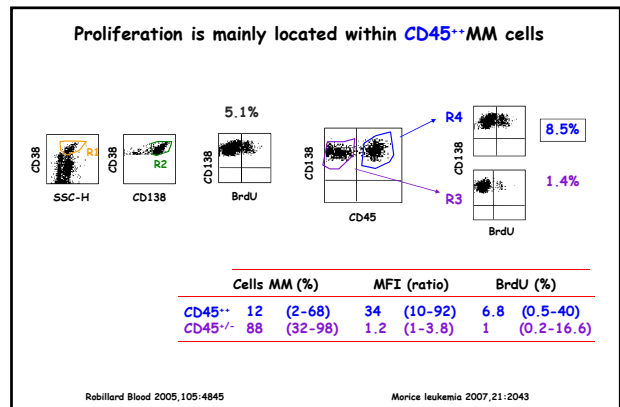 Proliferation is mainly located within CD45++MM cells
5.1%
CD38
R1
SSC-H
CD38
R2
CD138
CD138
BrdU
CD138
CD45
R4
R3
CD138
8.5%
1.4%
BrdU
Cells MM (%) MFI (ratio) BrdU (%)
CD45++ 12 (2-68) 34 (10-92) 6.8 (0.5-40)
CD45+/- 88 (32-98) 1.2 (1-3.8) 1 (0.2-16.6)
Robillard Blood 2005,105:4845 Morice leukemia 2007,21:2043